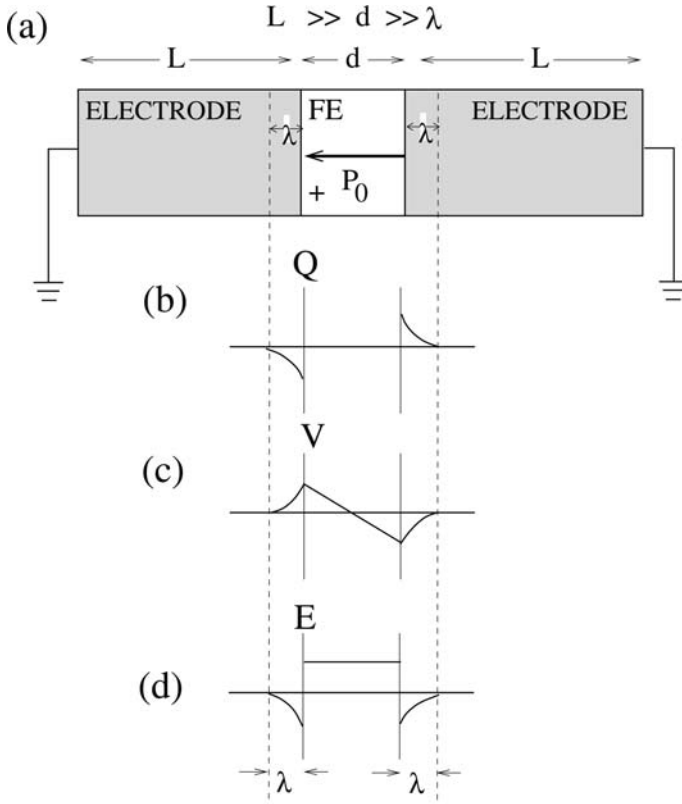 (a)
L >> d >> λ
L d L
ELECTRODE FE ELECTRODE
λ λ
P0
+
Q
(b)
V
(c)
E
(d)
λ λ